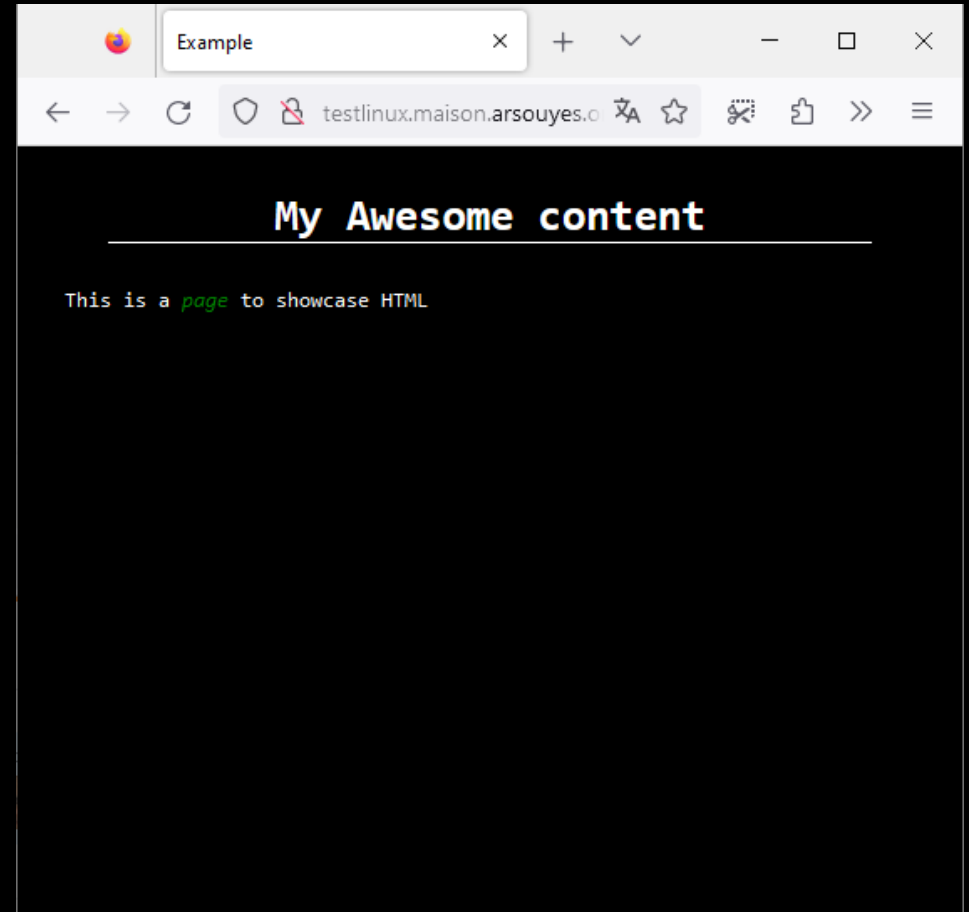 Example
testlinux.maison.arsouyes.o
My Awesome content
This is a page to showcase HTML